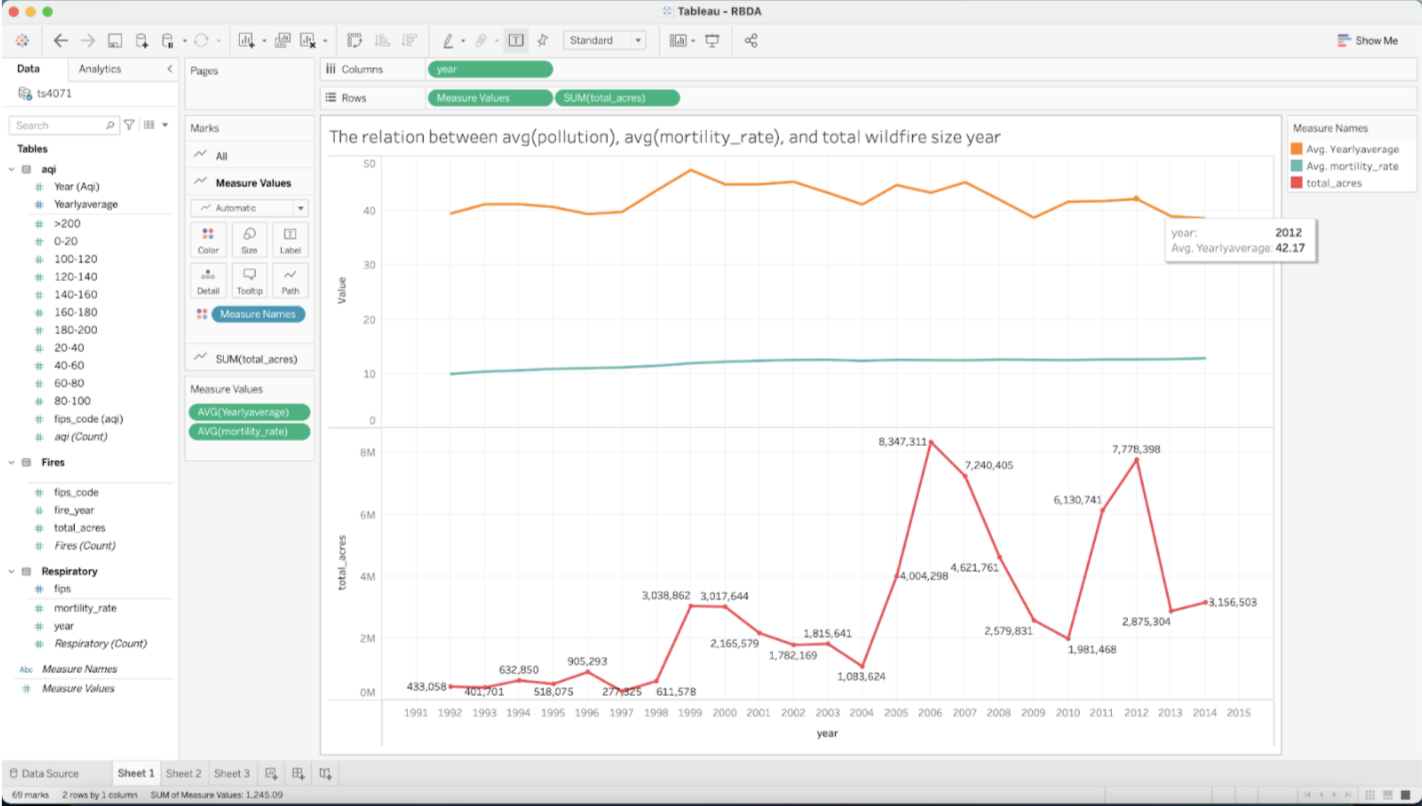 Tableau - RBDA
Standard
Show Me
Data
Analytics
ts4071
Search
Tables
aqi
Year (Aqi)
Yearlyaverage
>200
0-20
100-120
120-140
140-160
160-180
180-200
20-40
40-60
60-80
80-100
fips_code (aqi)
aqi (Count)
Fires
fips_code
fire_year
total_acres
Fires (Count)
Respiratory
fips
mortility_rate
year
Respiratory (Count)
Abc Measure Names
Measure Values
Pages
Marks
All
Measure Values
Automatic
Color Size Label
Detail Tooltip Path
Measure Names
SUM(total_acres)
Measure Values
AVG(Yearlyaverage)
AVG(mortility_rate)
Columns year
Rows Measure Values SUM(total_acres)
The relation between avg(pollution), avg(mortility_rate), and total wildfire size year
50
40
30
20
10
0
Value
year: 2012
Avg. Yearlyaverage: 42.17
8M
6M
4M
2M
0M
total_acres
433,058
401,701
632,850
518,075
905,293
277,325
611,578
3,038,862
3,017,644
2,165,579
1,782,169
1,815,641
1,083,624
4,004,298
8,347,311
7,240,405
4,621,761
2,579,831
1,981,468
6,130,741
7,778,398
2,875,304
3,156,503
1991 1992 1993 1994 1995 1996 1997 1998 1999 2000 2001 2002 2003 2004 2005 2006 2007 2008 2009 2010 2011 2012 2013 2014 2015
year
Measure Names
Avg. Yearlyaverage
Avg. mortility_rate
total_acres
Data Source
Sheet 1
Sheet 2
Sheet 3
69 marks 2 rows by 1 column SUM of Measure Values: 1,245.09